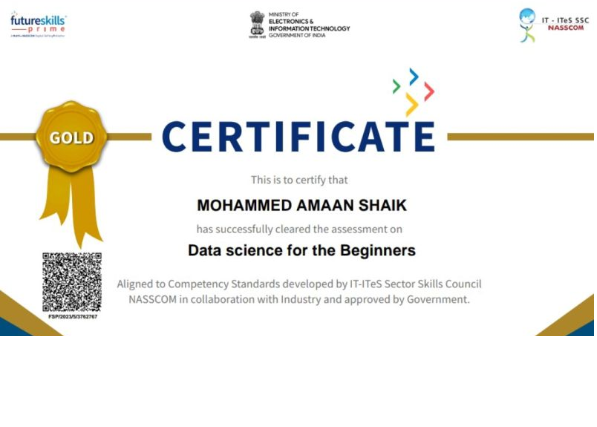 futureskills
prime
MINISTRY OF
ELECTRONICS &
INFORMATION TECHNOLOGY
GOVERNMENT OF INDIA
IT - ITeS SSC
NASSCOM
GOLD
CERTIFICATE
This is to certify that
MOHAMMED AMAAN SHAIK
has successfully cleared the assessment on
Data science for the Beginners
Aligned to Competency Standards developed by IT-ITeS Sector Skills Council
NASSCOM in collaboration with Industry and approved by Government.
FSP/2023/5/3762767